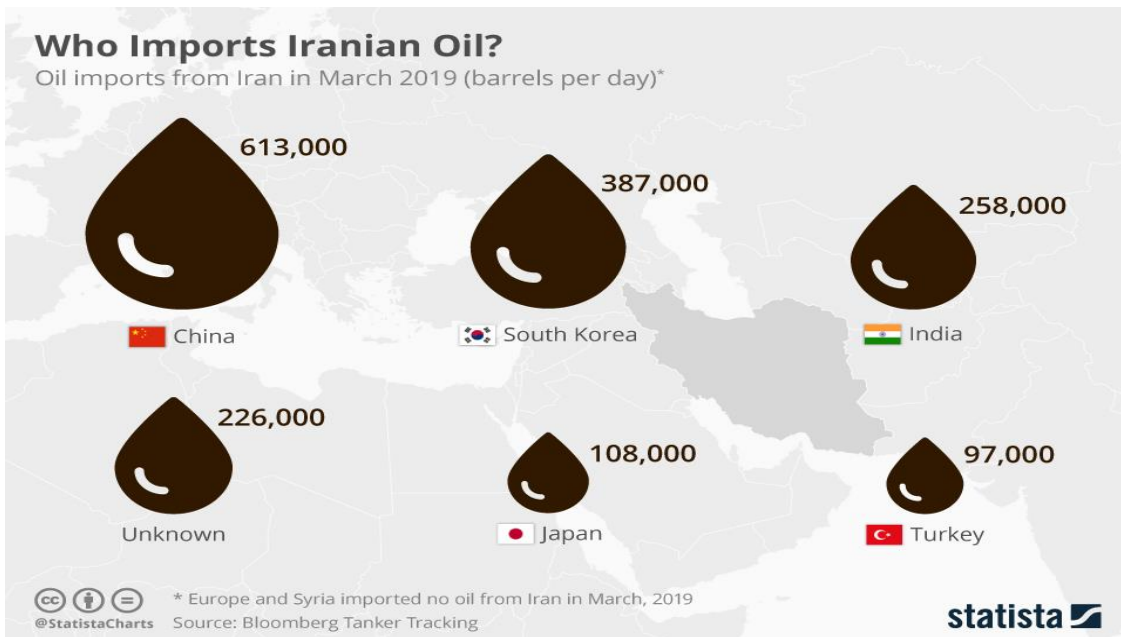 Who Imports Iranian Oil?
Oil imports from Iran in March 2019 (barrels per day)*
613,000
387,000
258,000
China
South Korea
India
226,000
108,000
97,000
Unknown
Japan
Turkey
cc
* Europe and Syria imported no oil from Iran in March, 2019
@StatistaCharts
Source: Bloomberg Tanker Tracking
statista